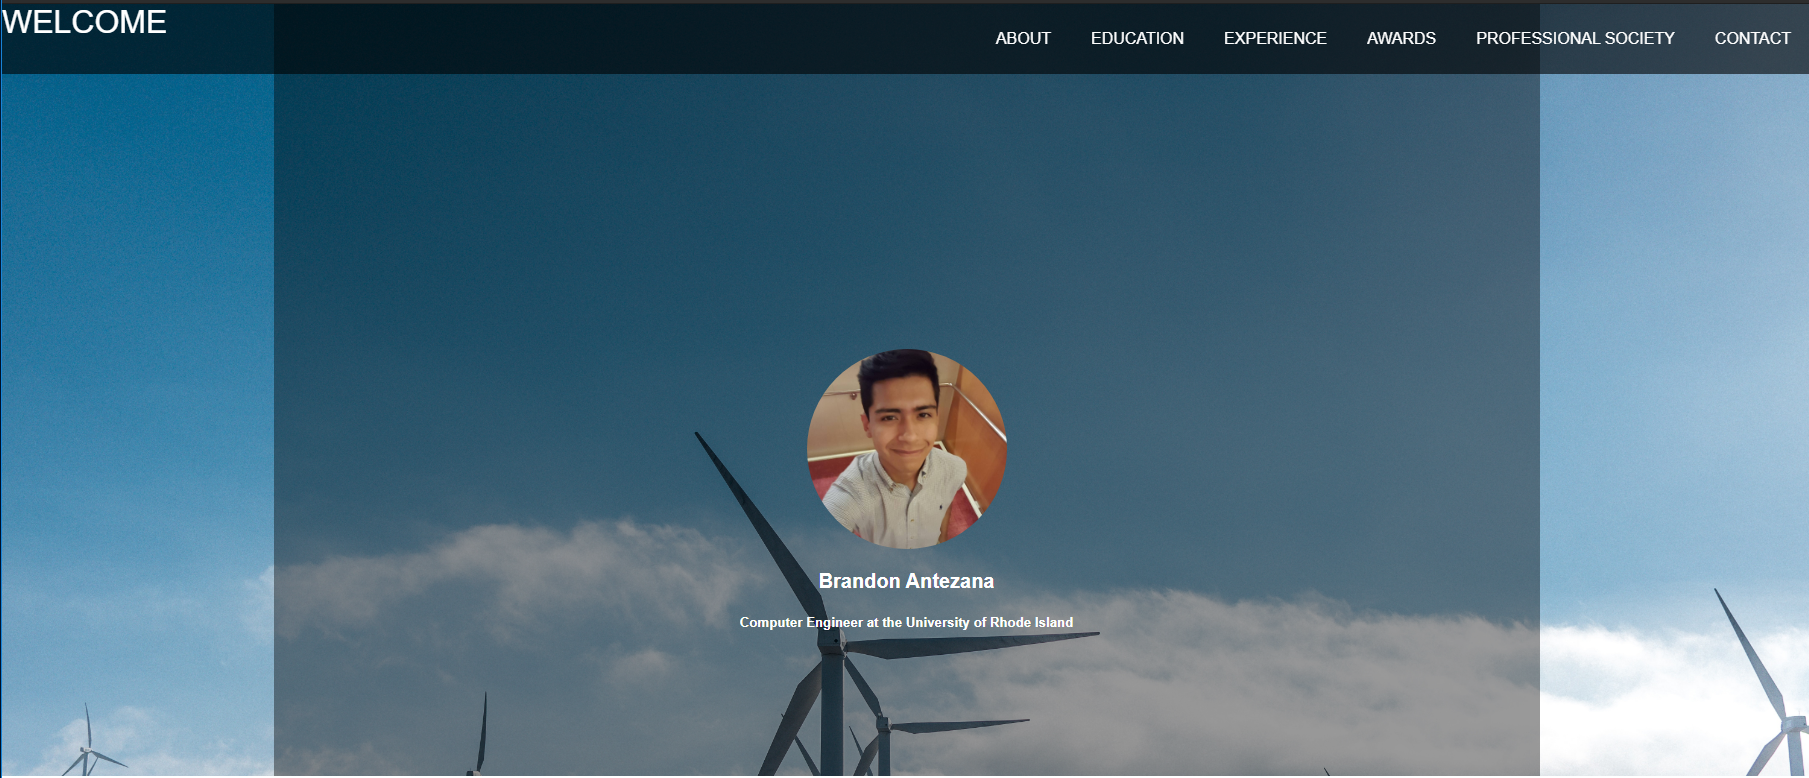 WELCOME
ABOUT EDUCATION EXPERIENCE AWARDS PROFESSIONAL SOCIETY CONTACT
Brandon Antezana
Computer Engineer at the University of Rhode Island